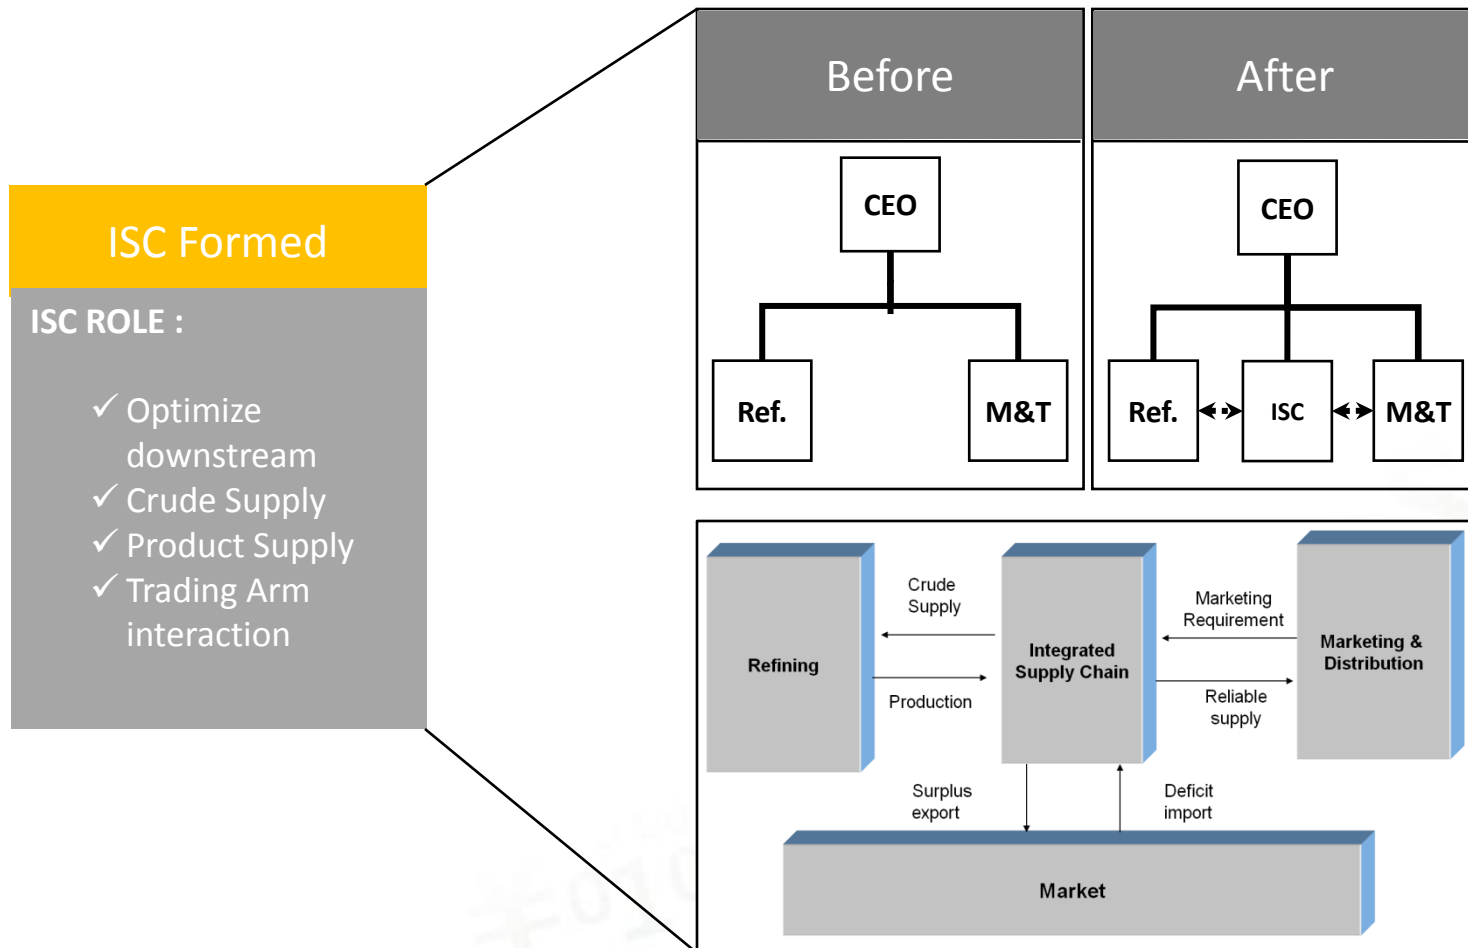 ISC Formed
ISC ROLE :
✓ Optimize
downstream
✓ Crude Supply
✓ Product Supply
✓ Trading Arm
interaction
Before
CEO
Ref.
M&T
After
CEO
Ref.
ISC
M&T
Refining
Crude
Supply
Production
Integrated
Supply Chain
Marketing
Requirement
Reliable
supply
Marketing &
Distribution
Surplus
export
Deficit
import
Market